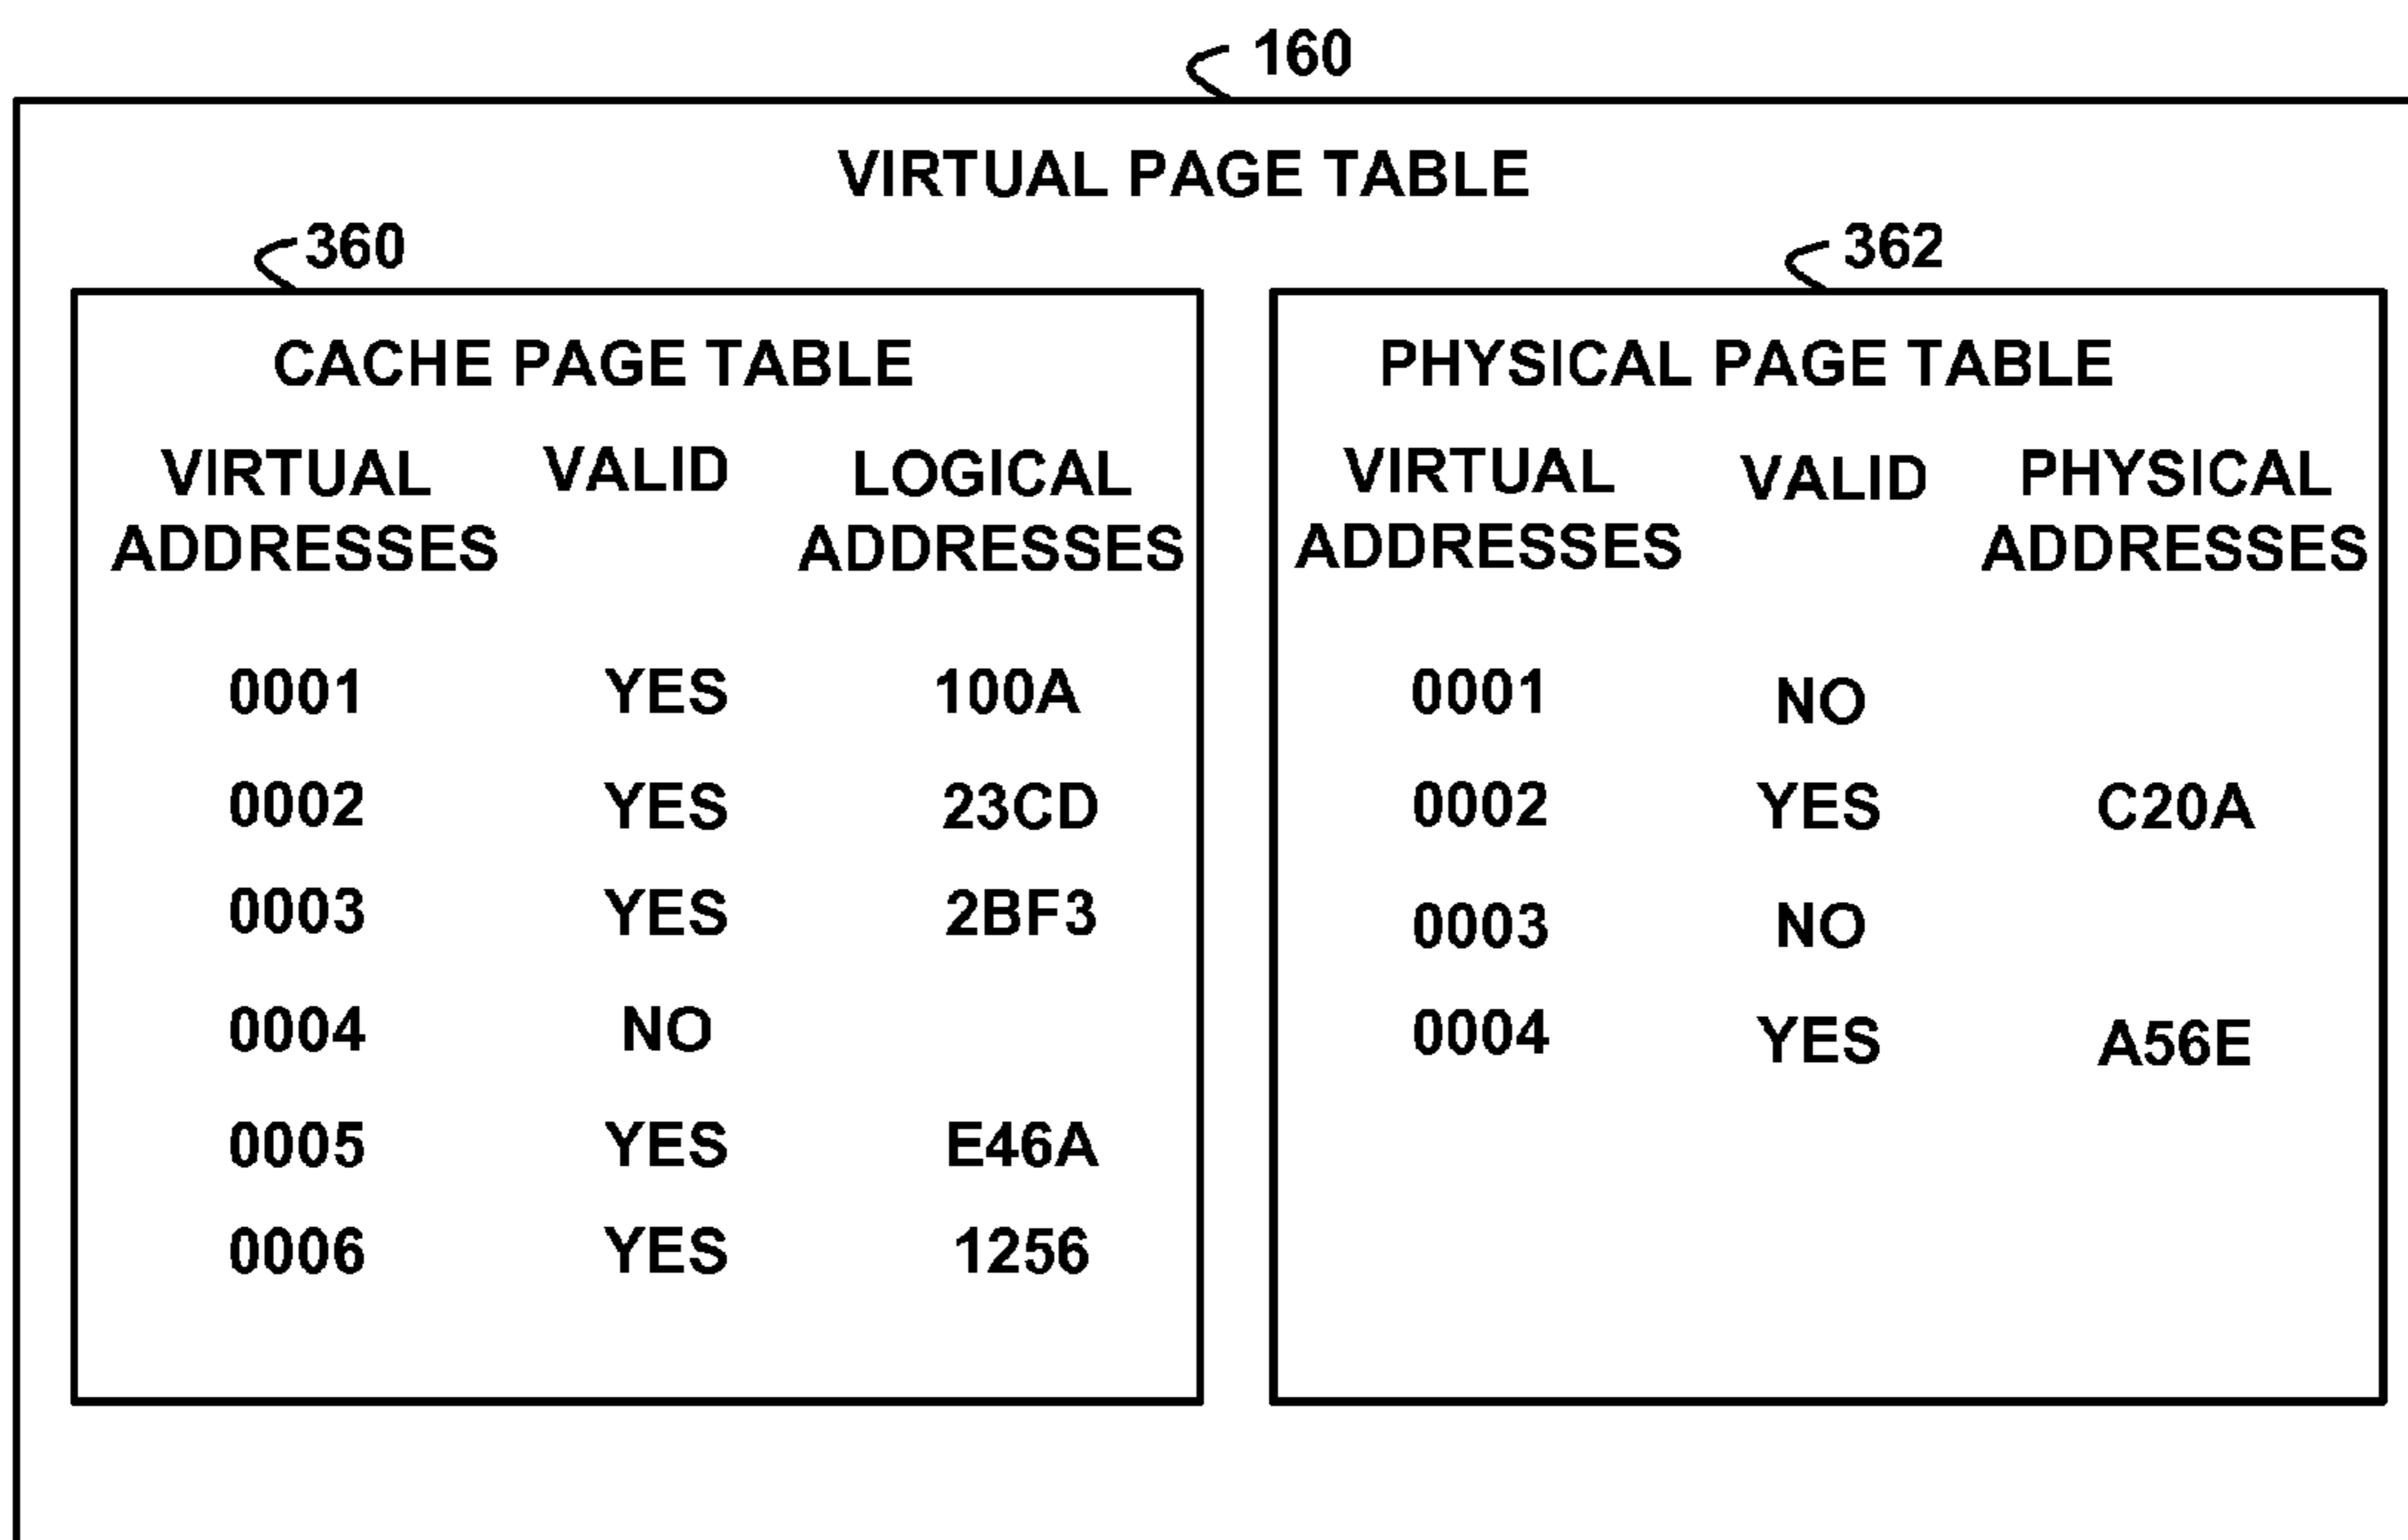 160
VIRTUAL PAGE TABLE
360
CACHE PAGE TABLE
VIRTUAL ADDRESSES VALID LOGICAL ADDRESSES
0001 YES 100A
0002 YES 23CD
0003 YES 2BF3
0004 NO
0005 YES E46A
0006 YES 1256
362
PHYSICAL PAGE TABLE
VIRTUAL ADDRESSES VALID PHYSICAL ADDRESSES
0001 NO
0002 YES C20A
0003 NO
0004 YES A56E